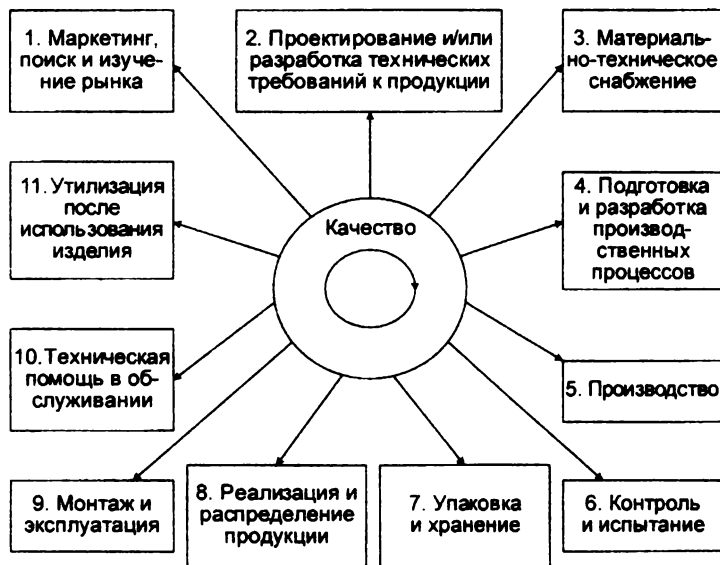 1. Маркетинг,
поиск и изуче-
ние рынка
2. Проектирование и/или
разработка технических
требований к продукции
3. Материаль-
но-техническое
снабжение
11. Утилизация
после
использования
изделия
Качество
4. Подготовка
и разработка
производ-
ственных
процессов
10. Техническая
помощь в об-
служивании
5. Производство
9. Монтаж и
эксплуатация
8. Реализация и
распределение
продукции
7. Упаковка
и хранение
6. Контроль
и испытание